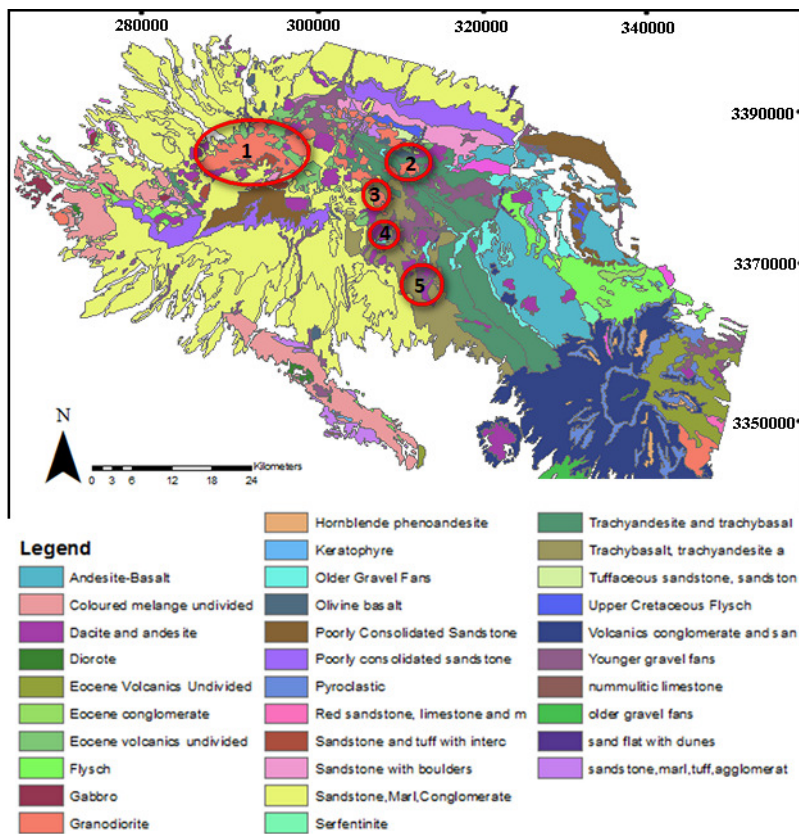 280000 300000 320000 340000
3390000
1
2
3
4
3370000
5
3350000
N
Kilometers
0 3 6 12 18 24
Legend
Andesite-Basalt
Coloured melange undivided
Dacite and andesite
Diorote
Eocene Volcanics Undivided
Eocene conglomerate
Eocene volcanics undivided
Flysch
Gabbro
Granodiorite
Hornblende phenoandesite
Keratophyre
Older Gravel Fans
Olivine basalt
Poorly Consolidated Sandstone
Poorly consolidated sandstone
Pyroclastic
Red sandstone, limestone and m
Sandstone and tuff with interc
Sandstone with boulders
Sandstone,Marl,Conglomerate
Serfentinite
Trachyandesite and trachybasal
Trachybasalt, trachyandesite a
Tuffaceous sandstone, sandston
Upper Cretaceous Flysch
Volcanics conglomerate and san
Younger gravel fans
nummulitic limestone
older gravel fans
sand flat with dunes
sandstone,marl,tuff,agglomerat